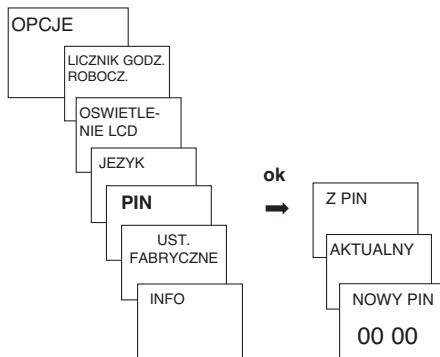 OPCJE
LICZNIK GODZ.
ROBOCZ.
OSWIETLE-
NIE LCD
JEZYK
PIN
UST.
FABRYCZNE
INFO
ok
Z PIN
AKTUALNY
NOWY PIN
00 00